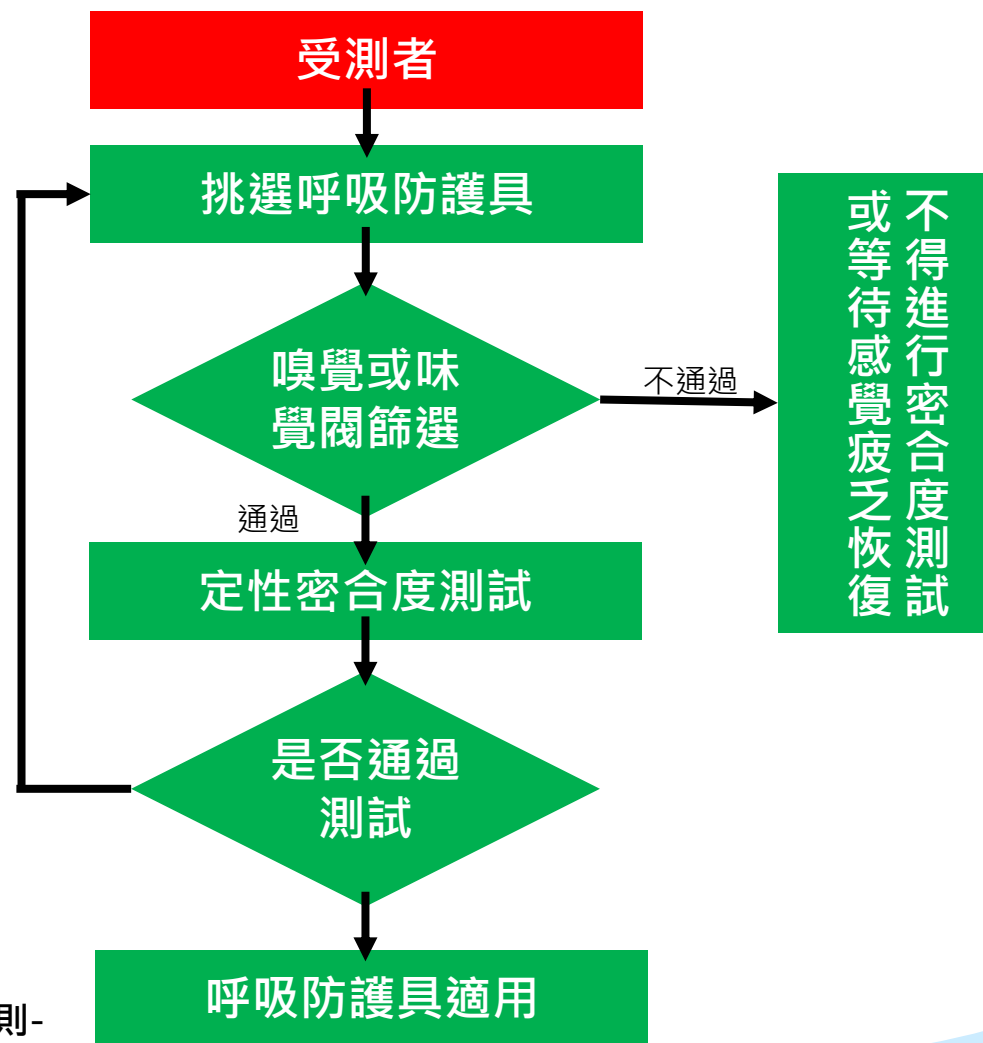 受測者
挑選呼吸防護具
嗅覺或味
覺閥篩選
不通過
不得進行密合度測試
或等待感覺疲乏恢復
通過
定性密合度測試
是否通過
測試
呼吸防護具適用
則-